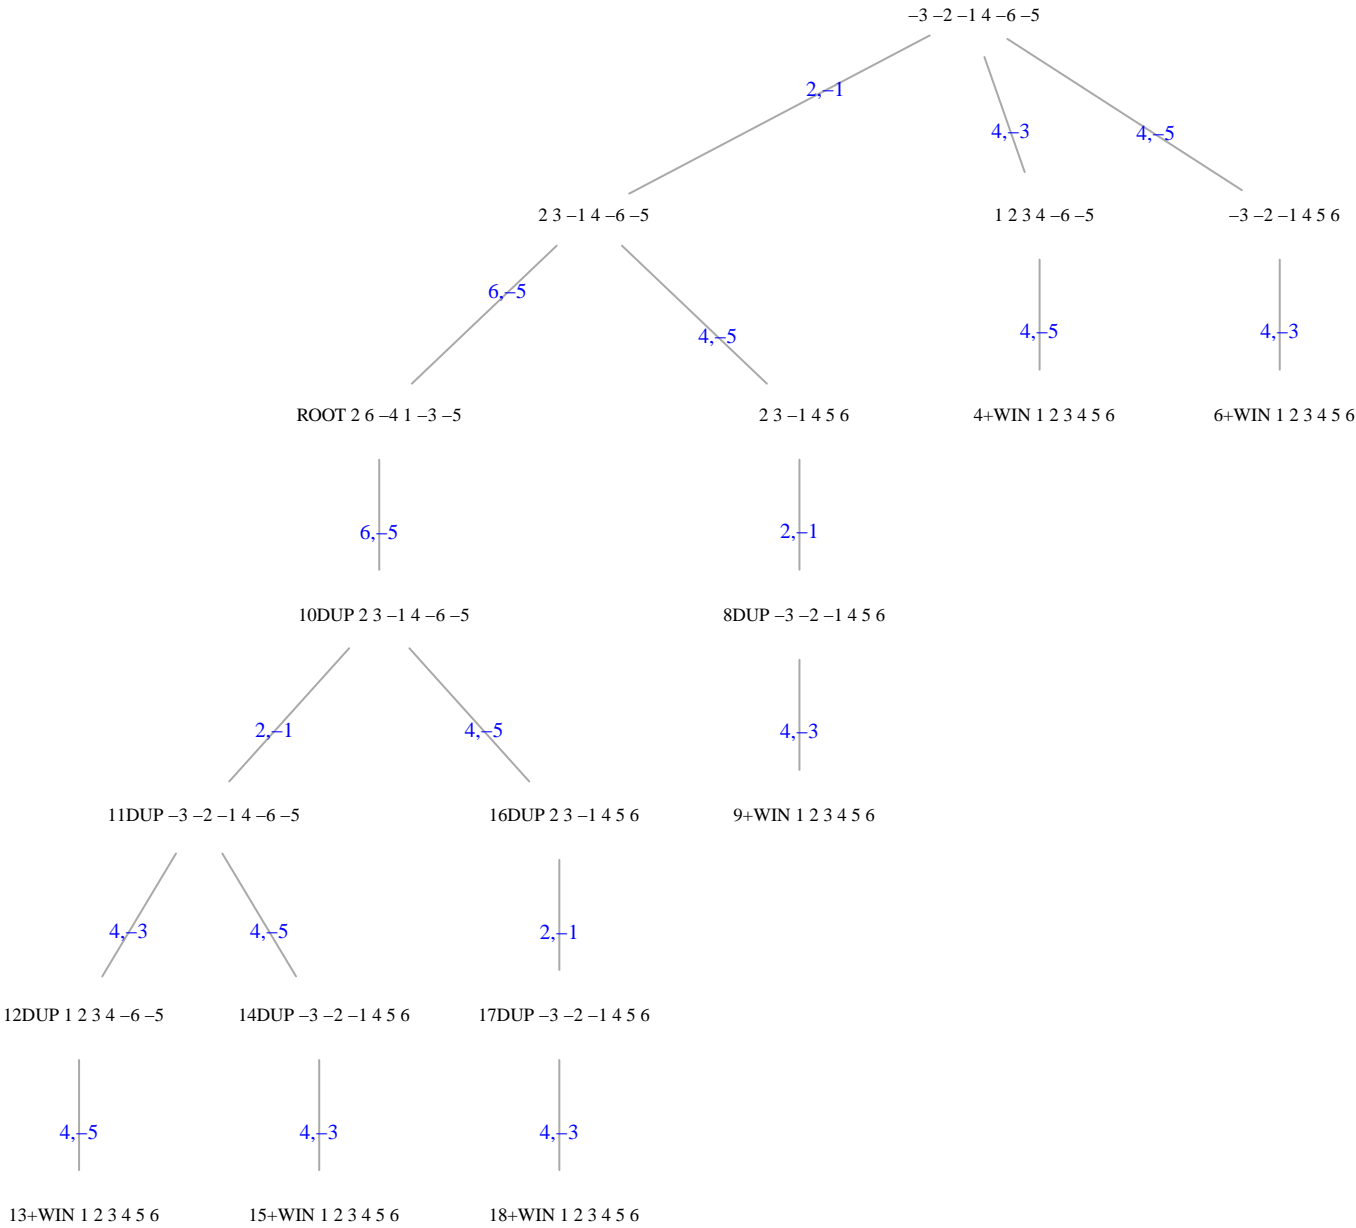 –3 –2 –1 4 –6 –5
2,–1
4,–3
4,–5
2 3 –1 4 –6 –5
1 2 3 4 –6 –5
–3 –2 –1 4 5 6
6,–5
4,–5
4,–5
4,–3
ROOT 2 6 –4 1 –3 –5
2 3 –1 4 5 6
4+WIN 1 2 3 4 5 6
6+WIN 1 2 3 4 5 6
6,–5
2,–1
10DUP 2 3 –1 4 –6 –5
8DUP –3 –2 –1 4 5 6
2,–1
4,–5
4,–3
11DUP –3 –2 –1 4 –6 –5
16DUP 2 3 –1 4 5 6
9+WIN 1 2 3 4 5 6
4,–3
4,–5
2,–1
12DUP 1 2 3 4 –6 –5
14DUP –3 –2 –1 4 5 6
17DUP –3 –2 –1 4 5 6
4,–5
4,–3
4,–3
13+WIN 1 2 3 4 5 6
15+WIN 1 2 3 4 5 6
18+WIN 1 2 3 4 5 6